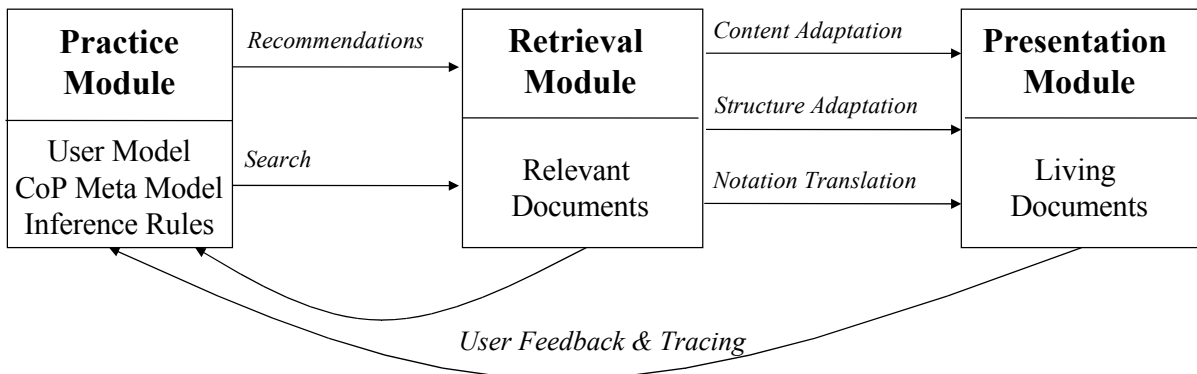 Practice
Module
User Model
CoP Meta Model
Inference Rules
Recommendations
Search
Retrieval
Module
Relevant
Documents
Content Adaptation
Structure Adaptation
Notation Translation
Presentation
Module
Living
Documents
User Feedback & Tracing